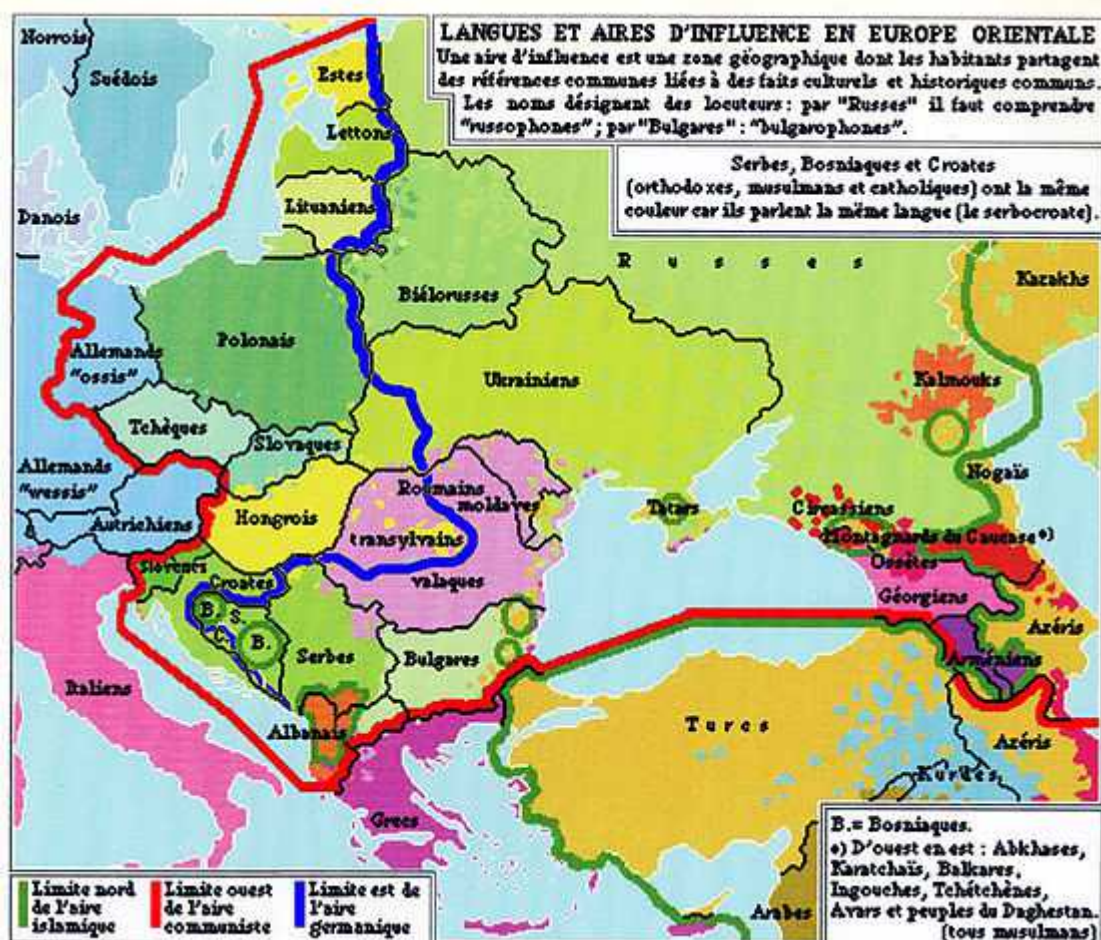 LANGUES ET AIRES D'INFLUENCE EN EUROPE ORIENTALE
Une aire d'influence est une zone géographique dont les habitants partagent
des références communes liées à des faits culturels et historiques communs.
Les noms désignent des locuteurs : par "Russes" il faut comprendre
"russophones" ; par "Bulgares" : "bulgarophones".
Serbes, Bosniaques et Croates
(orthodoxes, musulmans et catholiques) ont la même
couleur car ils parlent la même langue (le serbocroate).
Norrois
Suédois
Estes
Lettons
Lituaniens
Danois
Russes
Biélorusses
Kazakhs
Polonais
Allemands
"ossis"
Ukrainiens
Kalmouks
Tchèques
Slovaques
Allemands
"wessis"
Autrichiens
Hongrois
Roumains
moldaves
transylvains
valaques
Tatars
Nogaïs
Circassiens
Montagnards du Caucase •)
Ossètes
Géorgiens
Slovènes
Croates
B.
S.
C.
B.
Serbes
Bulgares
Azéris
Arméniens
Italiens
Albanais
Turcs
Azéris
Kurdes
Grecs
Arabes
B.= Bosniaques.
•) D'ouest en est : Abkhases,
Karatchaïs, Balkares,
Ingouches, Tchétchènes,
Avars et peuples du Daghestan.
(tous musulmans)
Limite nord
de l'aire
islamique
Limite ouest
de l'aire
communiste
Limite est de
l'aire
germanique